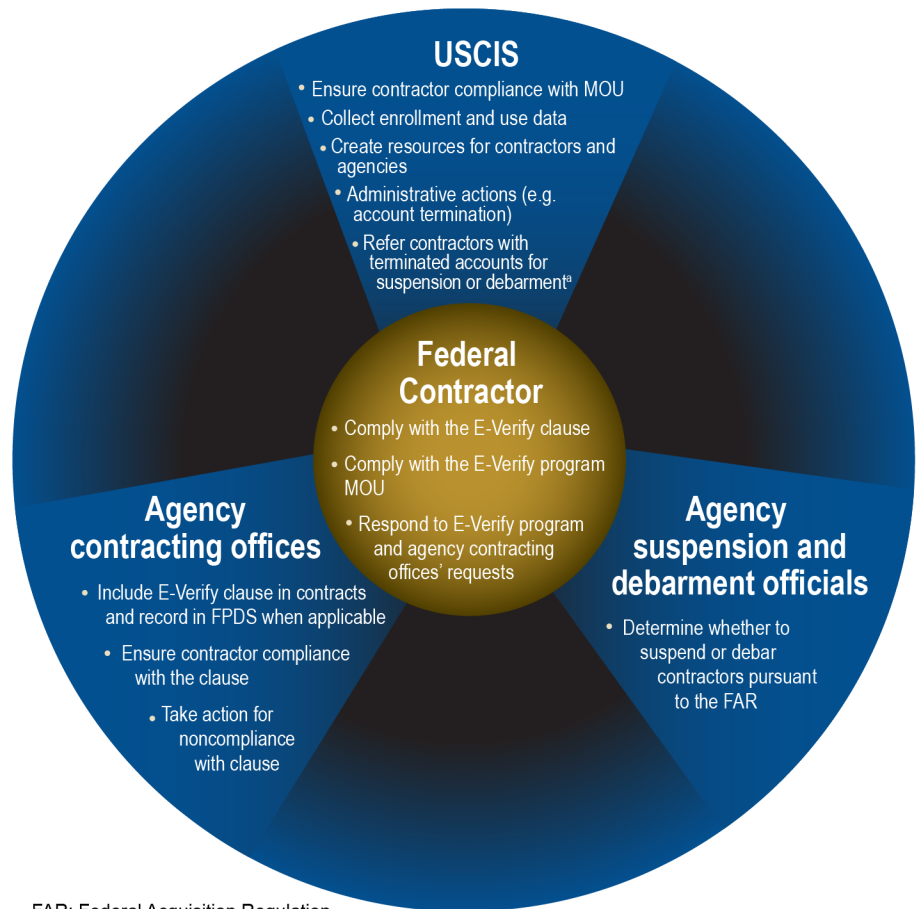 USCIS
• Ensure contractor compliance with MOU
• Collect enrollment and use data
• Create resources for contractors and
agencies
• Administrative actions (e.g.
account termination)
• Refer contractors with
terminated accounts for
suspension or debarmentᵃ
Federal
Contractor
• Comply with the E-Verify clause
• Comply with the E-Verify program
MOU
• Respond to E-Verify program
and agency contracting
offices’ requests
Agency
contracting offices
• Include E-Verify clause in contracts
and record in FPDS when applicable
• Ensure contractor compliance
with the clause
• Take action for
noncompliance
with clause
Agency
suspension and
debarment officials
• Determine whether to
suspend or debar
contractors pursuant
to the FAR
FAR: Federal Acquisition Regulation